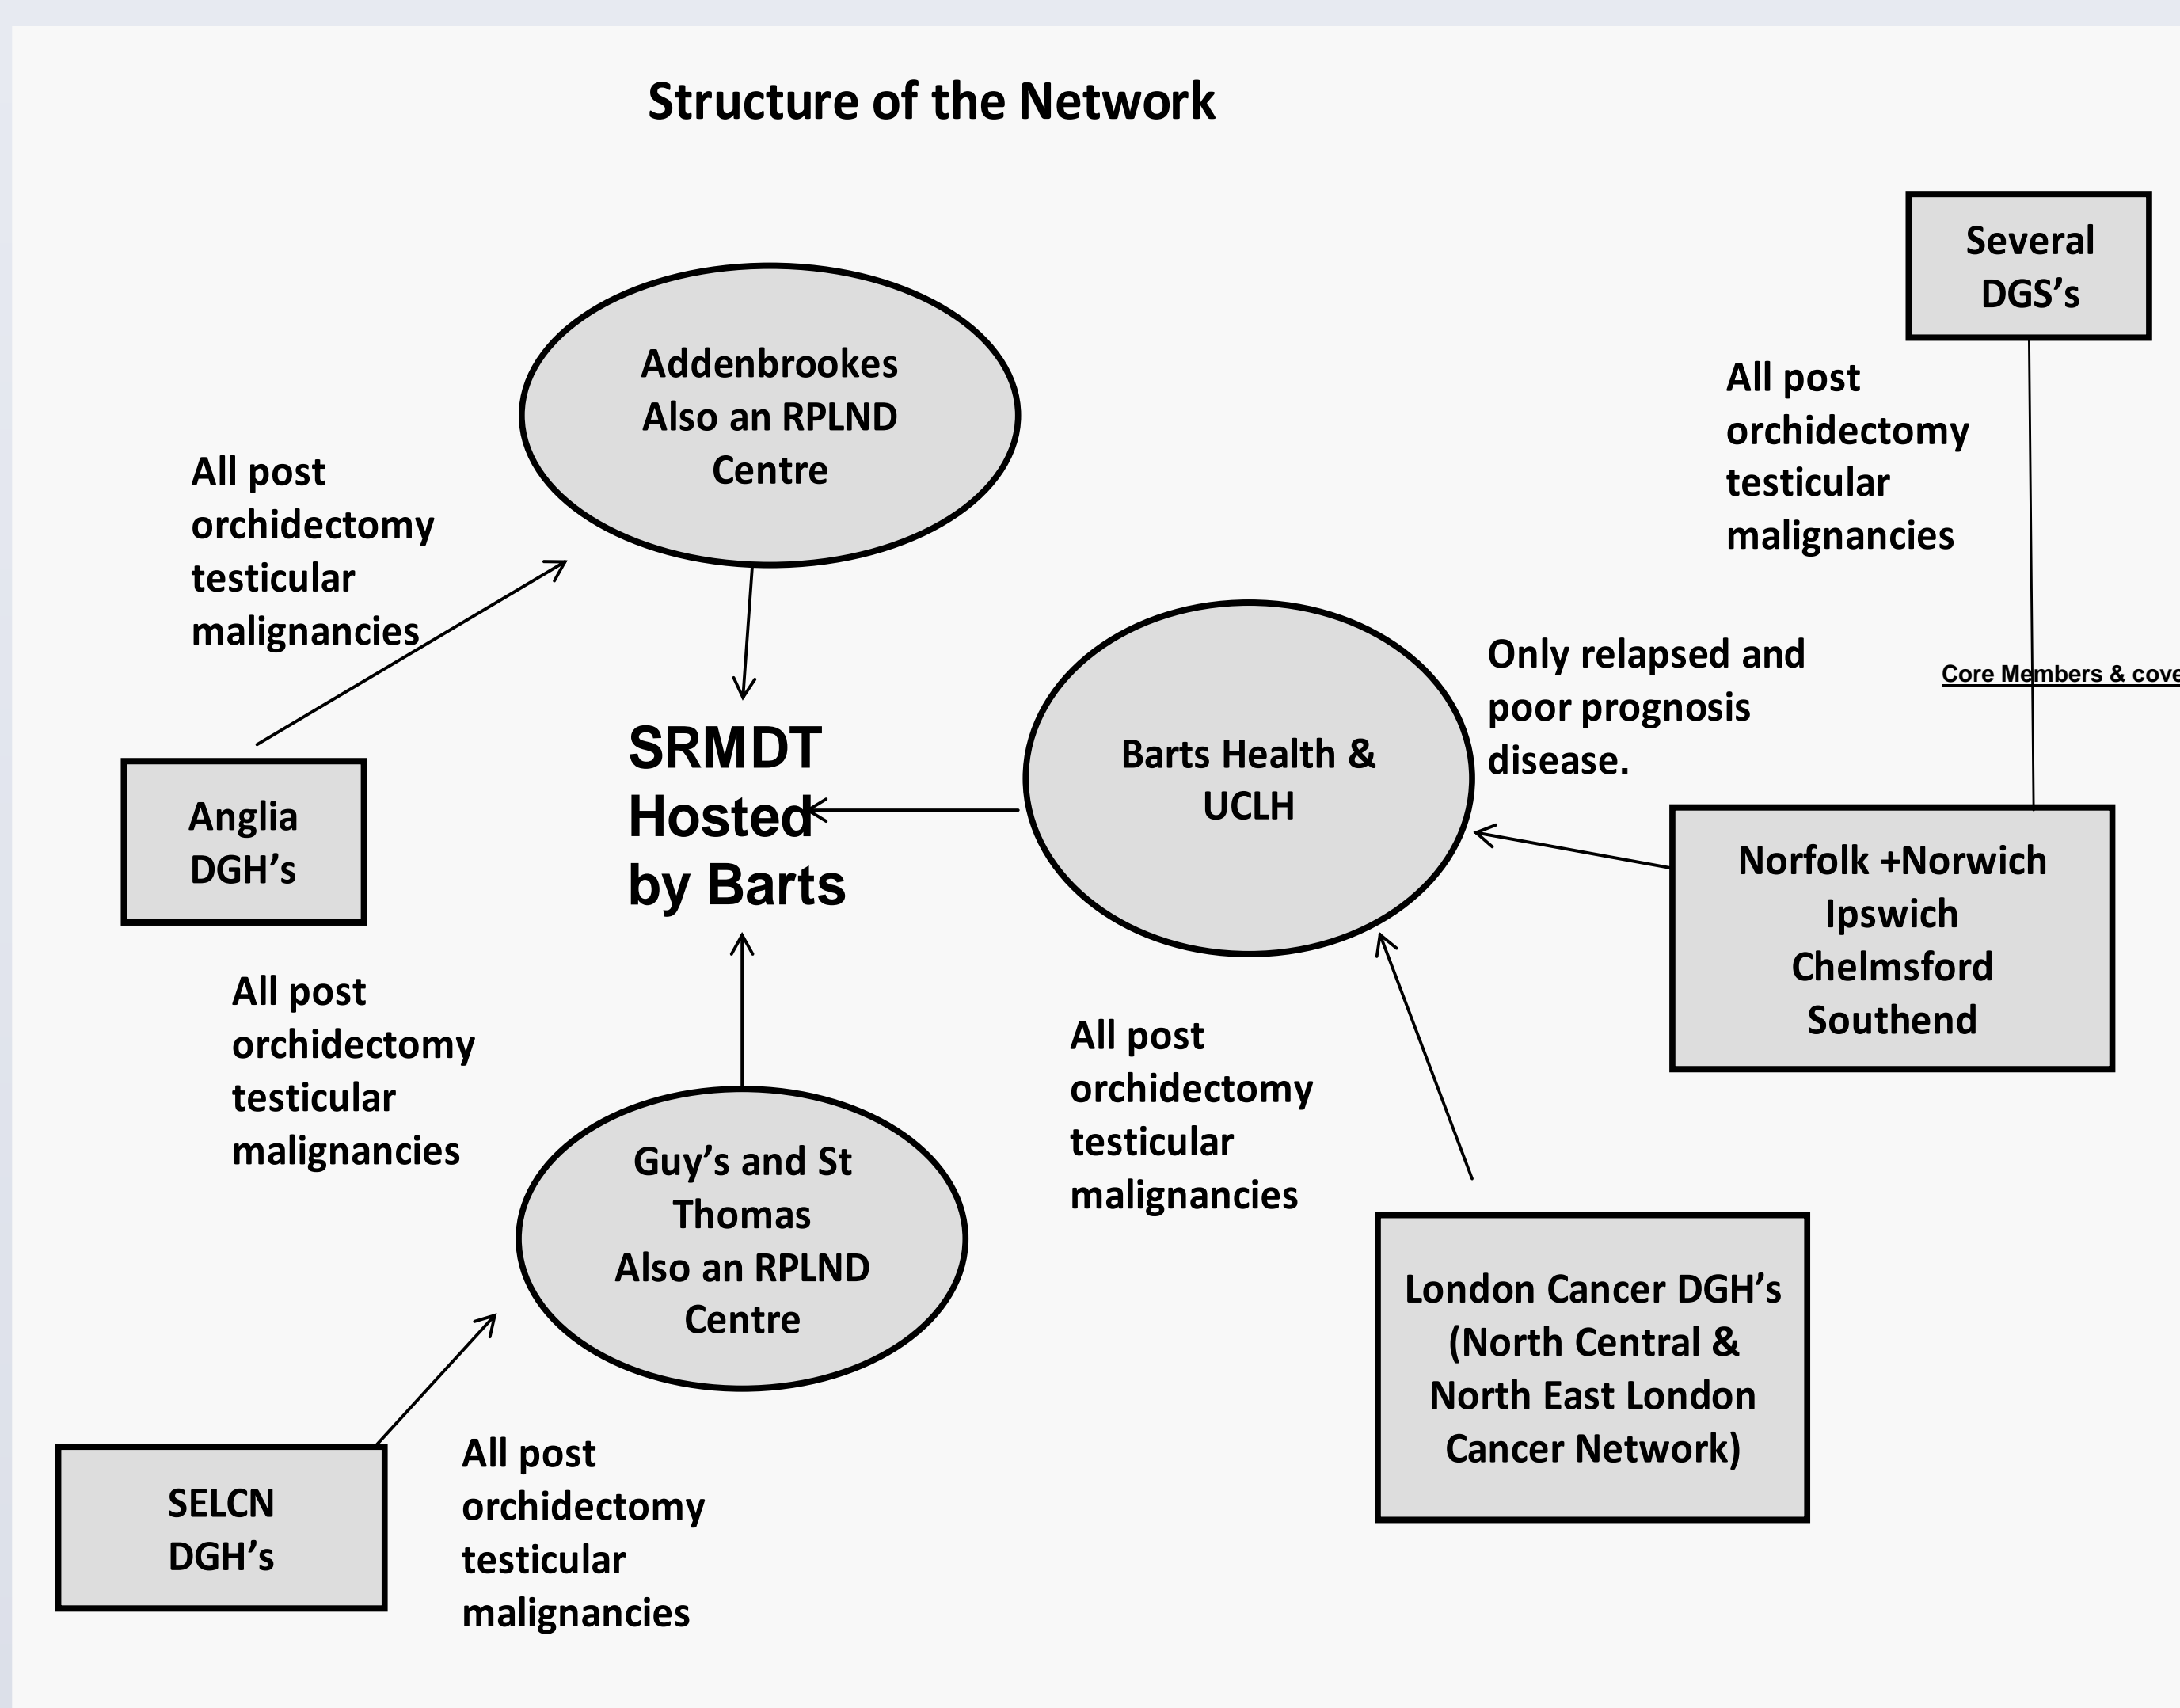 Structure of the Network
Several
DGS’s
Addenbrookes
Also an RPLND
Centre
All post
orchidectomy
testicular
malignancies
All post
orchidectomy
testicular
malignancies
Only relapsed and
poor prognosis
disease.
Core Members &
SRMDT
Hosted
by Barts
Barts Health &
UCLH
Anglia
DGH’s
Norfolk +Norwich
Ipswich
Chelmsford
Southend
All post
orchidectomy
testicular
malignancies
All post
orchidectomy
testicular
malignancies
Guy’s and St
Thomas
Also an RPLND
Centre
London Cancer DGH’s
(North Central &
North East London
Cancer Network)
SELCN
DGH’s
All post
orchidectomy
testicular
malignancies